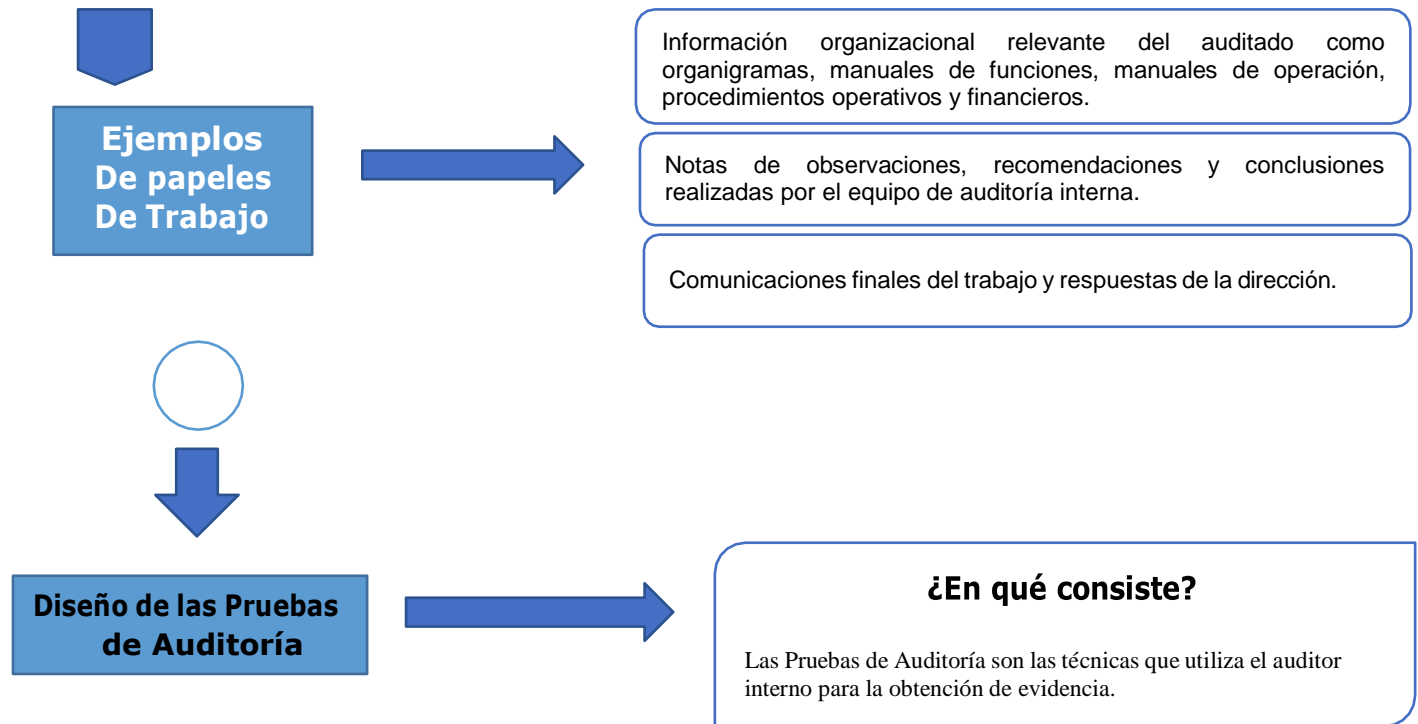 Ejemplos
De papeles
De Trabajo
Información organizacional relevante del auditado como
organigramas, manuales de funciones, manuales de operación,
procedimientos operativos y financieros.
Notas de observaciones, recomendaciones y conclusiones
realizadas por el equipo de auditoría interna.
Comunicaciones finales del trabajo y respuestas de la dirección.
Diseño de las Pruebas
de Auditoría
¿En qué consiste?
Las Pruebas de Auditoría son las técnicas que utiliza el auditor
interno para la obtención de evidencia.